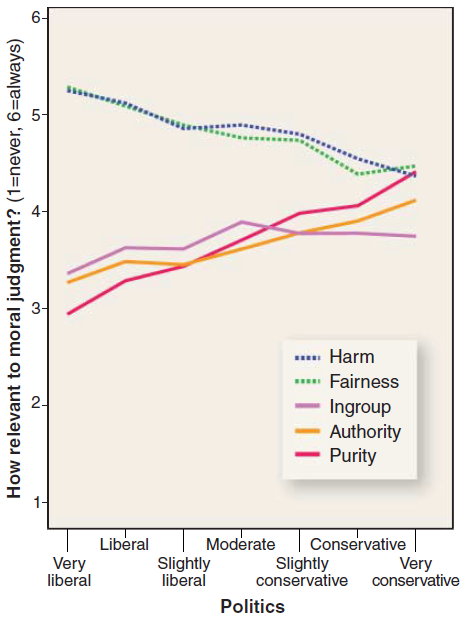 How relevant to moral judgment? (1=never, 6=always)
6
5
4
3
2
1
Harm
Fairness
Ingroup
Authority
Purity
Very liberal
Liberal
Slightly liberal
Moderate
Slightly conservative
Conservative
Very conservative
Politics